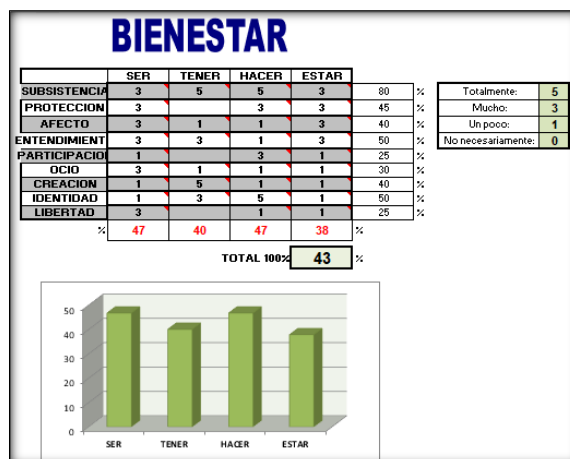 BIENESTAR
SER TENER HACER ESTAR
SUBSISTENCIA 3 5 5 3 80 % Totalmente: 5
PROTECCION 3 3 3 45 % Mucho: 3
AFECTO 3 1 1 3 40 % Un poco: 1
ENTENDIMIENT 3 3 1 3 50 % No necesariamente: 0
PARTICIPACIO 1 3 1 25 %
OCIO 3 1 1 1 30 %
CREACION 1 5 1 1 40 %
IDENTIDAD 1 3 5 1 50 %
LIBERTAD 3 1 1 25 %
% 47 40 47 38 %
TOTAL 100% 43 %
50
40
30
20
10
0
SER TENER HACER ESTAR